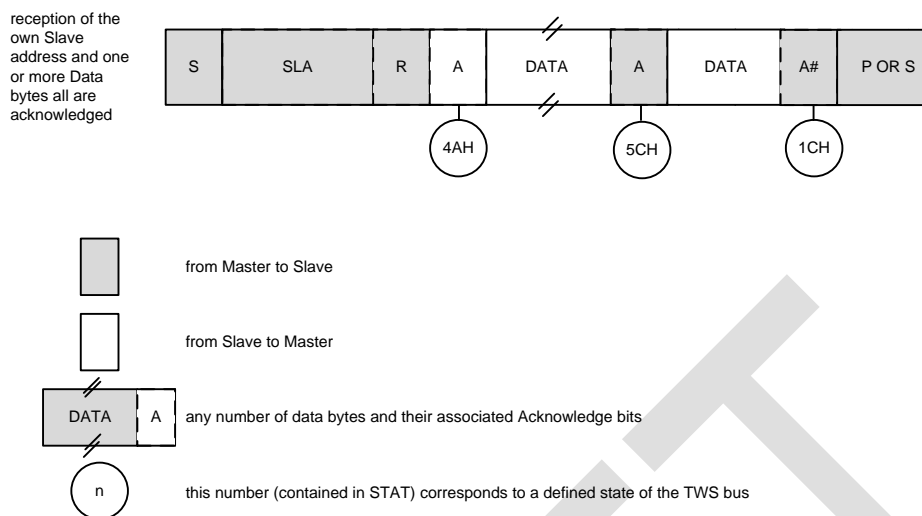 reception of the
own Slave
address and one
or more Data
bytes all are
acknowledged
S SLA R A DATA A DATA A# P OR S
4AH 5CH 1CH
from Master to Slave
from Slave to Master
DATA A any number of data bytes and their associated Acknowledge bits
n this number (contained in STAT) corresponds to a defined state of the TWS bus